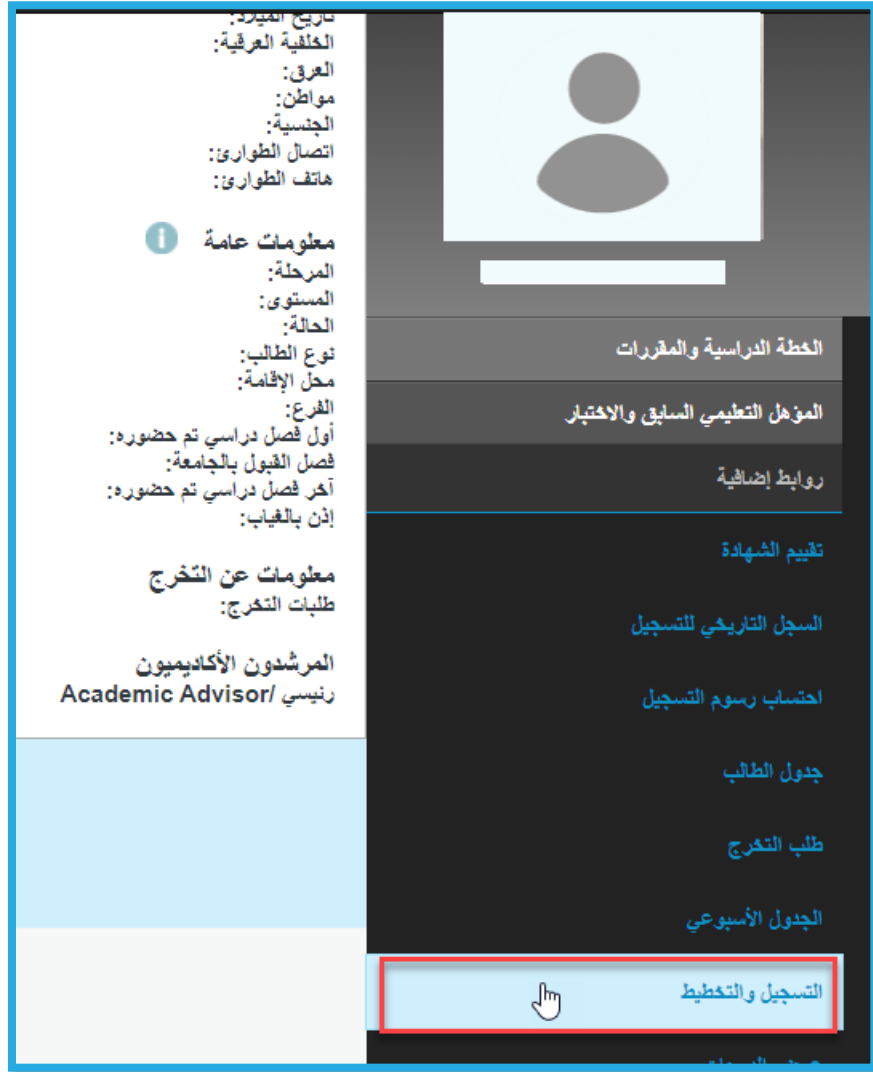 الخطة الدراسية والمقررات
المؤهل التعليمي السابق والاختبار
روابط إضافية
تقييم الشهادة
السجل التاريخي للتسجيل
احتساب رسوم التسجيل
جدول الطالب
طلب التخرج
الجدول الأسبوعي
التسجيل والتخطيط
تاريخ الميلاد:
الخلفية العرقية:
العرق:
مواطن:
الجنسية:
اتصال الطوارئ:
هاتف الطوارئ:
معلومات عامة
المرحلة:
المستوى:
الحالة:
نوع الطالب:
محل الإقامة:
الفرع:
أول فصل دراسي تم حضوره:
فصل القبول بالجامعة:
آخر فصل دراسي تم حضوره:
إذن بالغياب:
معلومات عن التخرج
طلبات التخرج:
المرشدون الأكاديميون
رئيسي /Academic Advisor